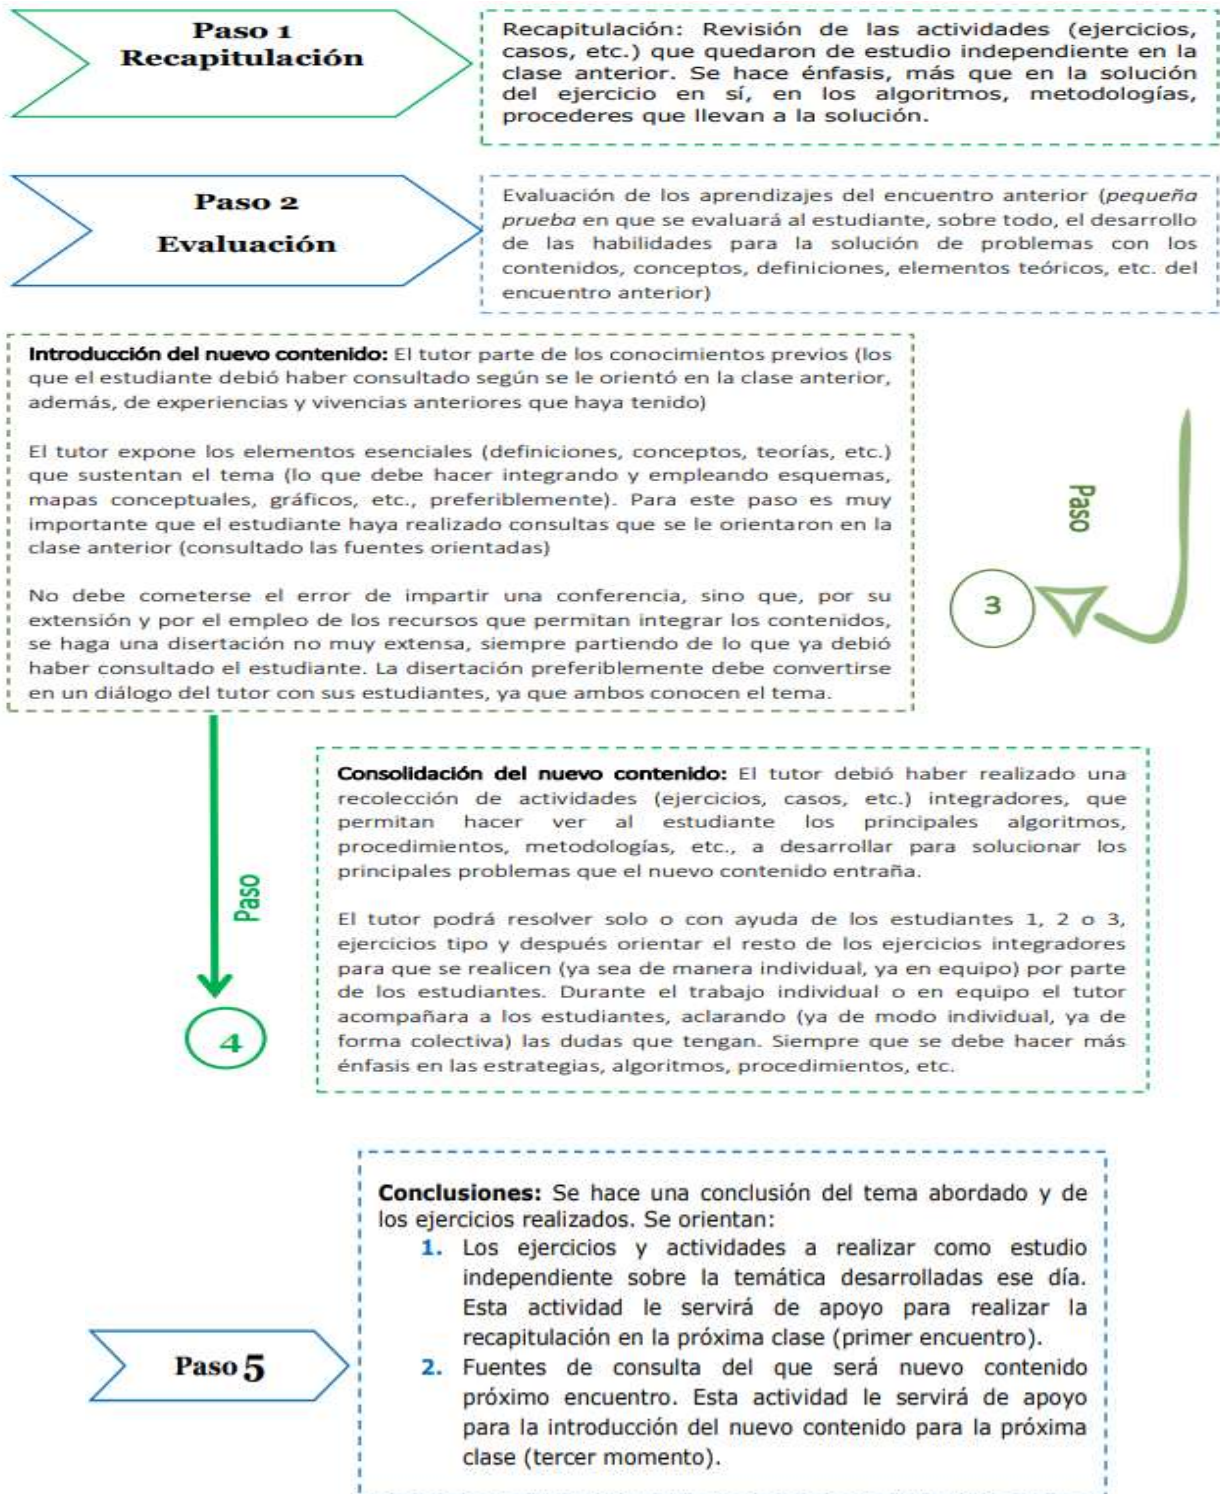 Paso 1
Recapitulación
Recapitulación: Revisión de las actividades (ejercicios,
casos, etc.) que quedaron de estudio independiente en la
clase anterior. Se hace énfasis, más que en la solución
del ejercicio en sí, en los algoritmos, metodologías,
procederes que llevan a la solución.
Paso 2
Evaluación
Evaluación de los aprendizajes del encuentro anterior (pequeña
prueba en que se evaluará al estudiante, sobre todo, el desarrollo
de las habilidades para la solución de problemas con los
contenidos, conceptos, definiciones, elementos teóricos, etc. del
encuentro anterior)
Introducción del nuevo contenido: El tutor parte de los conocimientos previos (los
que el estudiante debió haber consultado según se le orientó en la clase anterior,
además, de experiencias y vivencias anteriores que haya tenido)
El tutor expone los elementos esenciales (definiciones, conceptos, teorías, etc.)
que sustentan el tema (lo que debe hacer integrando y empleando esquemas,
mapas conceptuales, gráficos, etc., preferiblemente). Para este paso es muy
importante que el estudiante haya realizado consultas que se le orientaron en la
clase anterior (consultado las fuentes orientadas)
No debe cometerse el error de impartir una conferencia, sino que, por su
extensión y por el empleo de los recursos que permitan integrar los contenidos,
se haga una disertación no muy extensa, siempre partiendo de lo que ya debió
haber consultado el estudiante. La disertación preferiblemente debe convertirse
en un diálogo del tutor con sus estudiantes, ya que ambos conocen el tema.
Paso
3
Consolidación del nuevo contenido: El tutor debió haber realizado una
recolección de actividades (ejercicios, casos, etc.) integradores, que
permitan hacer ver al estudiante los principales algoritmos,
procedimientos, metodologías, etc., a desarrollar para solucionar los
principales problemas que el nuevo contenido entraña.
El tutor podrá resolver solo o con ayuda de los estudiantes 1, 2 o 3,
ejercicios tipo y después orientar el resto de los ejercicios integradores
para que se realicen (ya sea de manera individual, ya en equipo) por parte
de los estudiantes. Durante el trabajo individual o en equipo el tutor
acompañara a los estudiantes, aclarando (ya de modo individual, ya de
forma colectiva) las dudas que tengan. Siempre que se debe hacer más
énfasis en las estrategias, algoritmos, procedimientos, etc.
Paso
4
Conclusiones: Se hace una conclusión del tema abordado y de
los ejercicios realizados. Se orientan:
1. Los ejercicios y actividades a realizar como estudio
independiente sobre la temática desarrolladas ese día.
Esta actividad le servirá de apoyo para realizar la
recapitulación en la próxima clase (primer encuentro).
2. Fuentes de consulta del que será nuevo contenido
próximo encuentro. Esta actividad le servirá de apoyo
para la introducción del nuevo contenido para la próxima
clase (tercer momento).
Paso 5